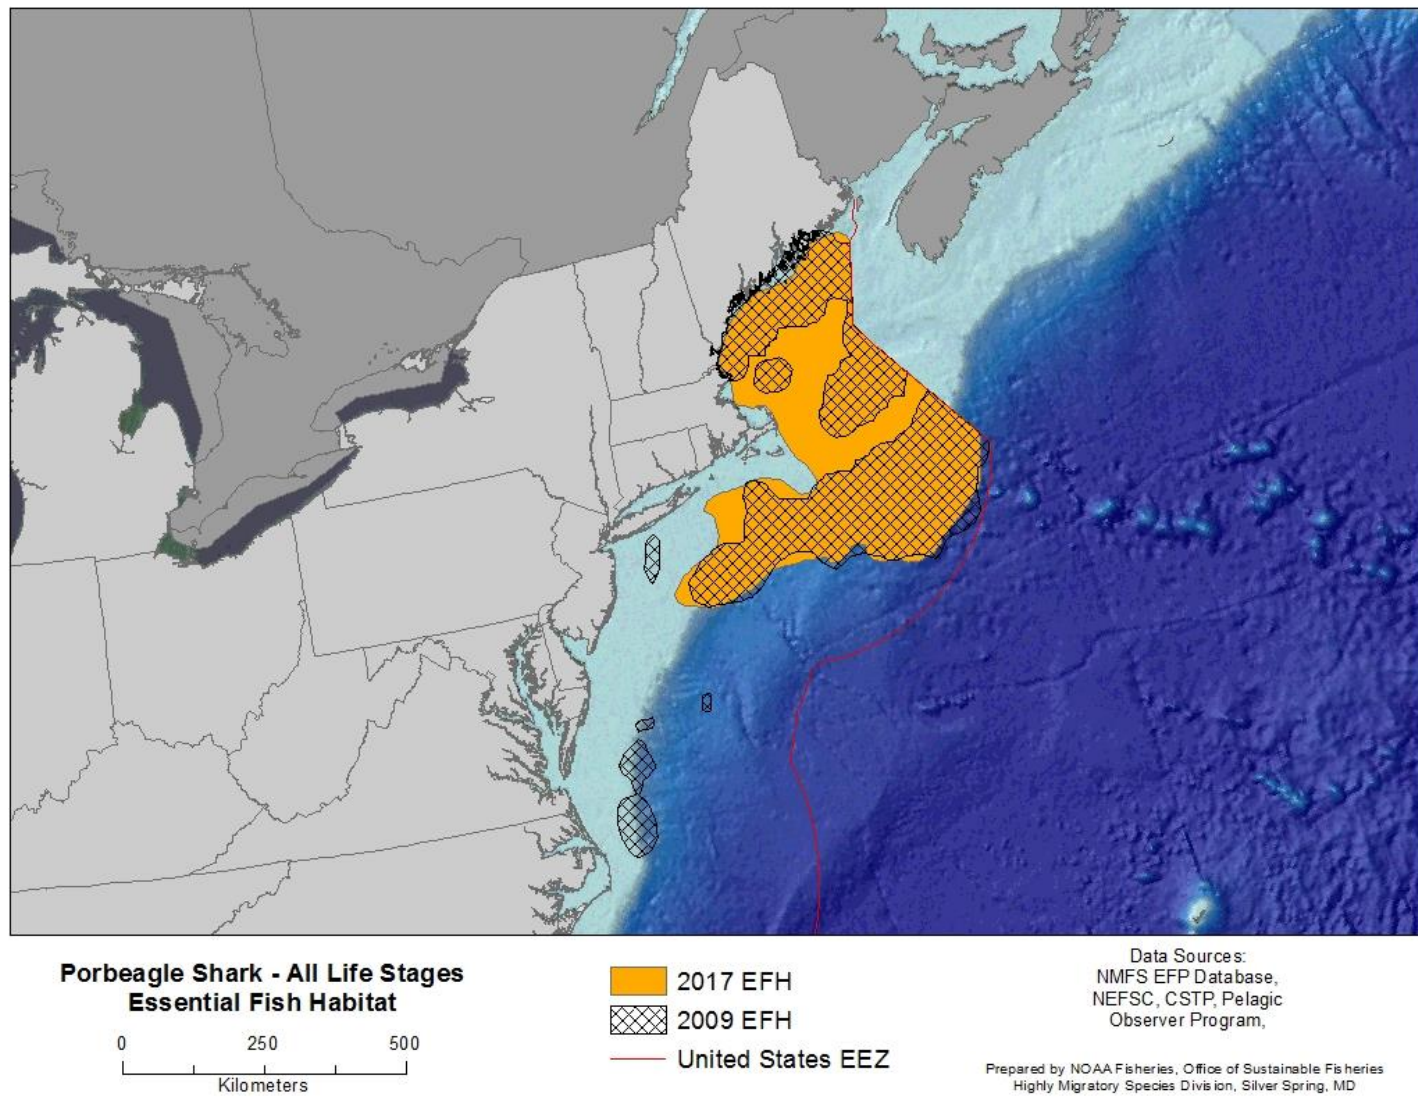 Porbeagle Shark - All Life Stages
Essential Fish Habitat
0 250 500
Kilometers
2017 EFH
2009 EFH
United States EEZ
Data Sources:
NMFS EFP Database,
NEFSC, CSTP, Pelagic
Observer Program,
Prepared by NOAA Fisheries, Office of Sustainable Fisheries
Highly Migratory Species Division, Silver Spring, MD